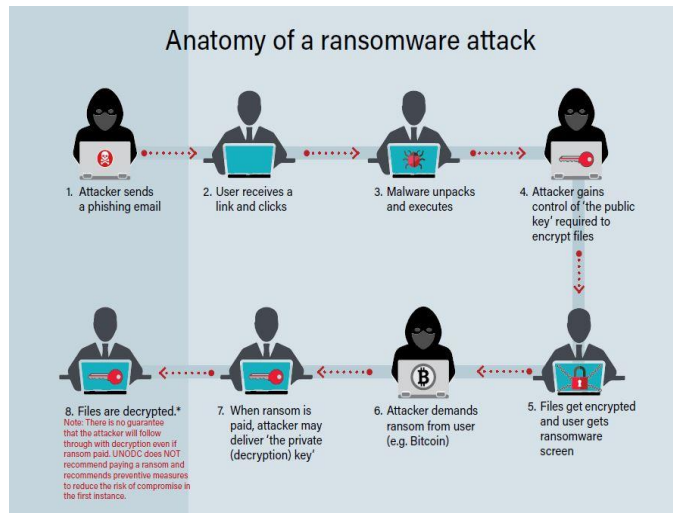 Anatomy of a ransomware attack
1. Attacker sends
a phishing email
2. User receives a
link and clicks
3. Malware unpacks
and executes
4. Attacker gains
control of ‘the public
key’ required to
encrypt files
8. Files are decrypted.*
Note: There is no guarantee
that the attacker will follow
through with decryption even if
ransom paid. UNODC does NOT
recommend paying a ransom and
recommends preventive measures
to reduce the risk of compromise in
the first instance.
7. When ransom is
paid, attacker may
deliver ‘the private
(decryption) key’
6. Attacker demands
ransom from user
(e.g. Bitcoin)
5. Files get encrypted
and user gets
ransomware
screen